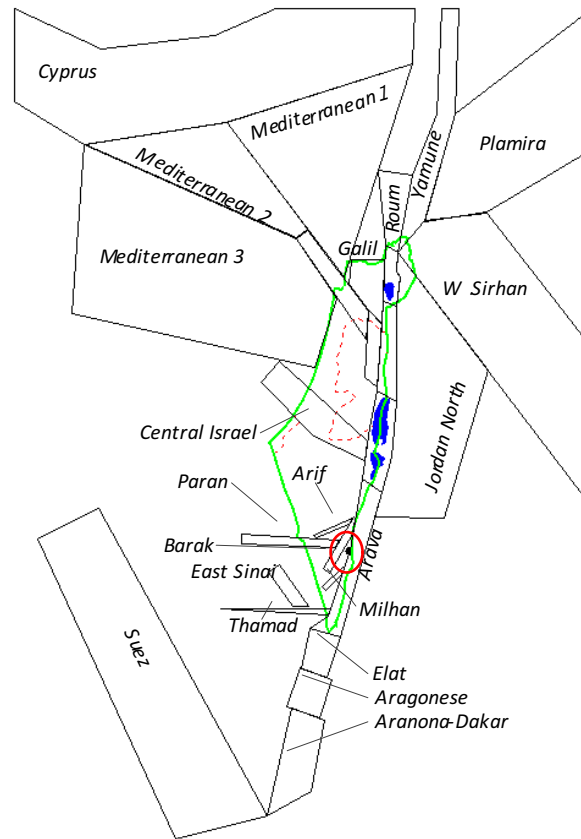 Cyprus
Mediterranean 1
Yamune
Plamira
Roum
Mediterranean 2
Galil
Mediterranean 3
W Sirhan
Central Israel
Jordan North
Arif
Paran
Barak
Arava
East Sinai
Milhan
Thamad
Suez
Elat
Aragonese
Aranona-Dakar